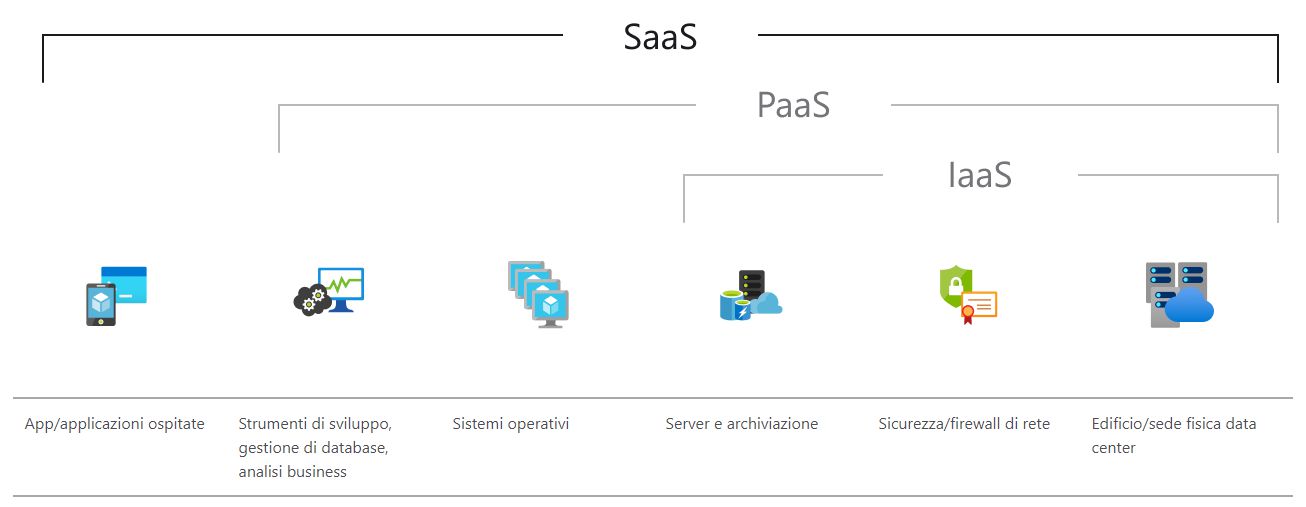 SaaS
PaaS
IaaS
App/applicazioni ospitate
Strumenti di sviluppo,
gestione di database,
analisi business
Sistemi operativi
Server e archiviazione
Sicurezza/firewall di rete
Edificio/sede fisica data
center